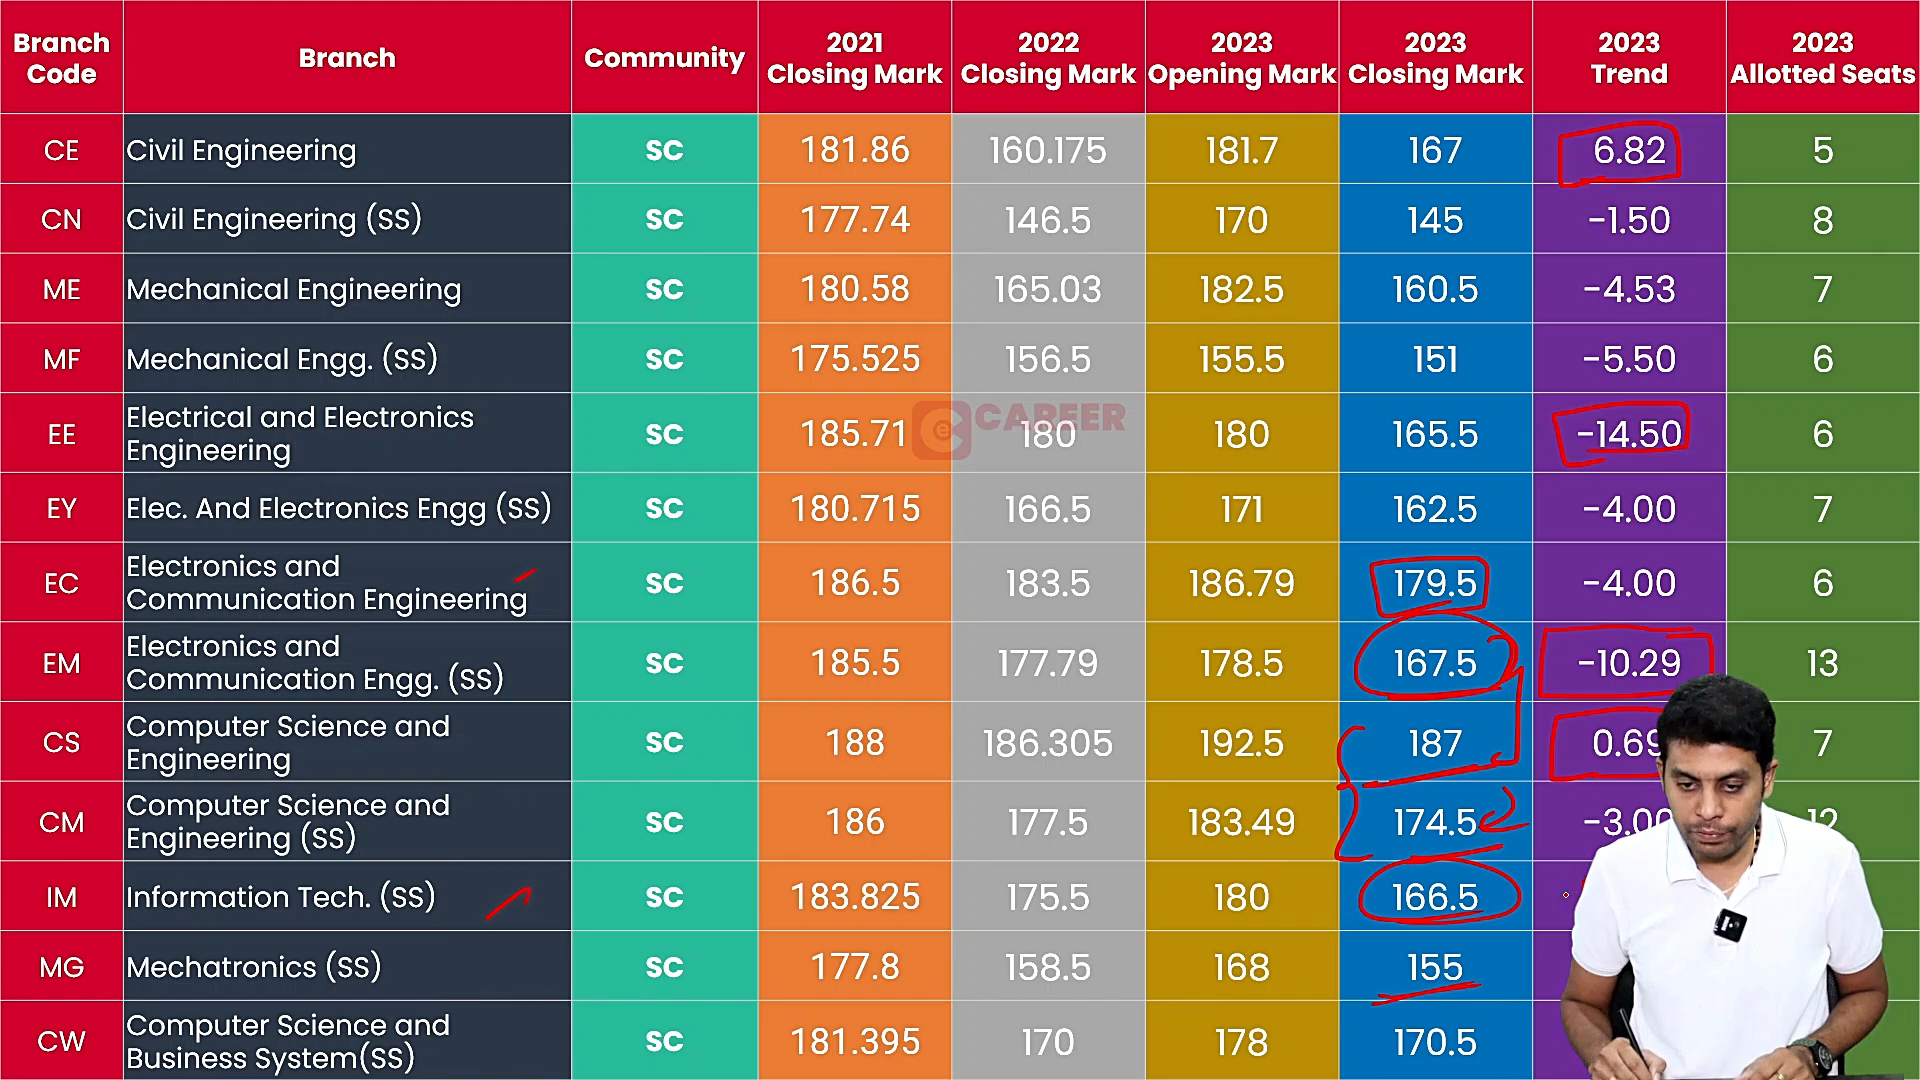 Branch Code Branch Community 2021 Closing Mark 2022 Closing Mark 2023 Opening Mark 2023 Closing Mark 2023 Trend 2023 Allotted Seats
CE Civil Engineering SC 181.86 160.175 181.7 167 6.82 5
CN Civil Engineering (SS) SC 177.74 146.5 170 145 -1.50 8
ME Mechanical Engineering SC 180.58 165.03 182.5 160.5 -4.53 7
MF Mechanical Engg. (SS) SC 175.525 156.5 155.5 151 -5.50 6
CAREER
EE Electrical and Electronics Engineering SC 185.71 180 180 165.5 -14.50 6
EY Elec. And Electronics Engg (SS) SC 180.715 166.5 171 162.5 -4.00 7
EC Electronics and Communication Engineering SC 186.5 183.5 186.79 179.5 -4.00 6
EM Electronics and Communication Engg. (SS) SC 185.5 177.79 178.5 167.5 -10.29 13
CS Computer Science and Engineering SC 188 186.305 192.5 187 0.69 7
CM Computer Science and Engineering (SS) SC 186 177.5 183.49 174.5 -3.00 12
IM Information Tech. (SS) SC 183.825 175.5 180 166.5
MG Mechatronics (SS) SC 177.8 158.5 168 155
CW Computer Science and Business System(SS) SC 181.395 170 178 170.5